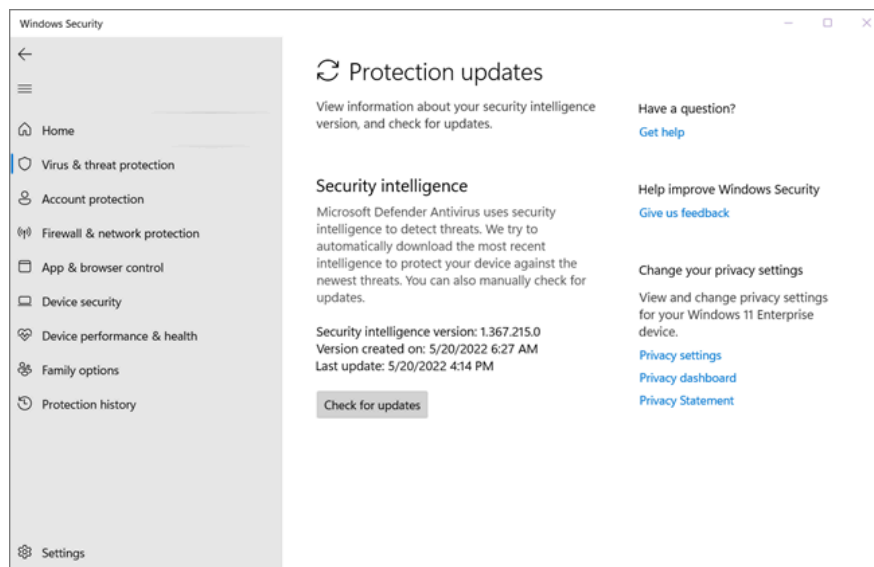 Windows Security
Home
Virus & threat protection
Account protection
Firewall & network protection
App & browser control
Device security
Device performance & health
Family options
Protection history
Settings
Protection updates
View information about your security intelligence
version, and check for updates.
Security intelligence
Microsoft Defender Antivirus uses security
intelligence to detect threats. We try to
automatically download the most recent
intelligence to protect your device against the
newest threats. You can also manually check for
updates.
Security intelligence version: 1.367.215.0
Version created on: 5/20/2022 6:27 AM
Last update: 5/20/2022 4:14 PM
Check for updates
Have a question?
Get help
Help improve Windows Security
Give us feedback
Change your privacy settings
View and change privacy settings
for your Windows 11 Enterprise
device.
Privacy settings
Privacy dashboard
Privacy Statement